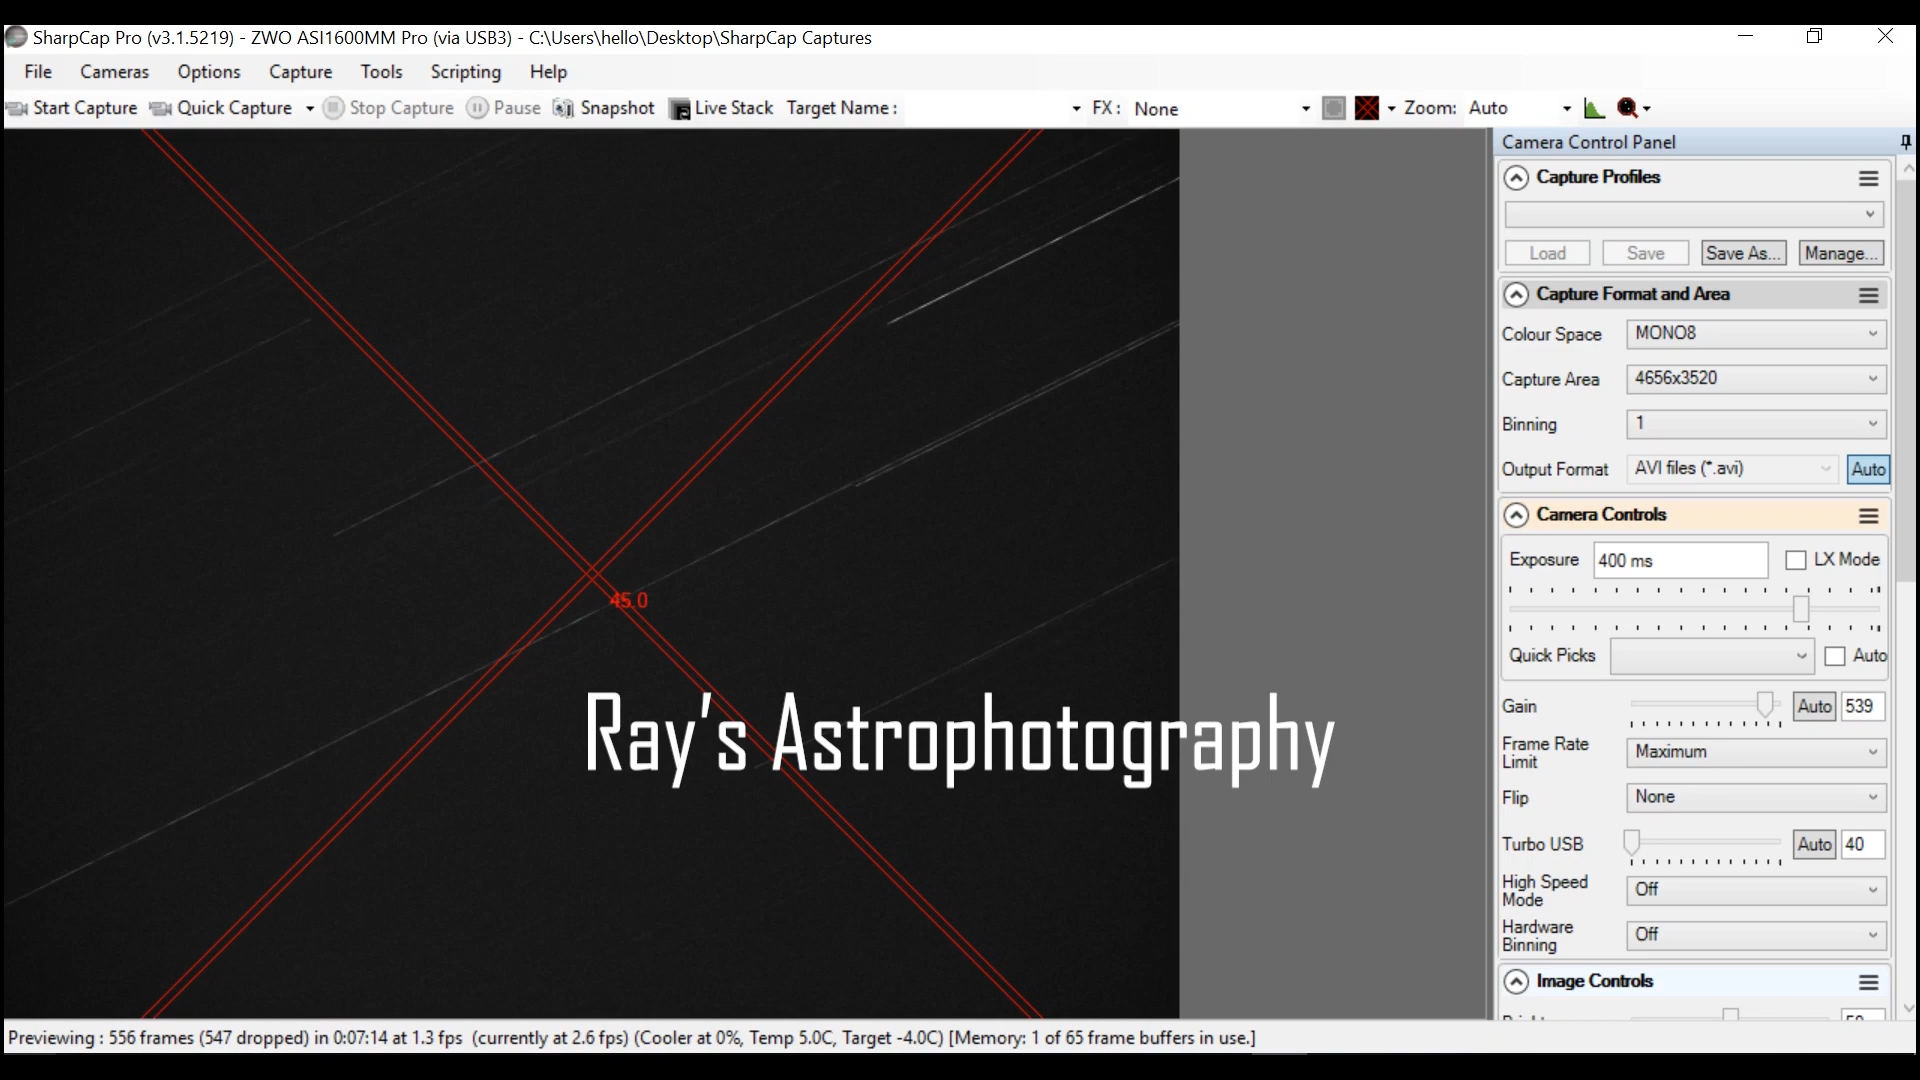 SharpCap Pro (v3.1.5219) - ZWO ASI1600MM Pro (via USB3) - C:\Users\hello\Desktop\SharpCap Captures
File Cameras Options Capture Tools Scripting Help
Start Capture Quick Capture Stop Capture Pause Snapshot Live Stack Target Name : FX : None Zoom: Auto
Camera Control Panel
Capture Profiles
Load Save Save As... Manage...
Capture Format and Area
Colour Space MONO8
Capture Area 4656x3520
Binning 1
Output Format AVI files (*.avi) Auto
Camera Controls
Exposure 400 ms LX Mode
Quick Picks Auto
Gain Auto 539
Frame Rate Limit Maximum
Flip None
Turbo USB Auto 40
High Speed Mode Off
Hardware Binning Off
Image Controls
45.0
Ray's Astrophotography
Previewing : 556 frames (547 dropped) in 0:07:14 at 1.3 fps (currently at 2.6 fps) (Cooler at 0%, Temp 5.0C, Target -4.0C) [Memory: 1 of 65 frame buffers in use.]